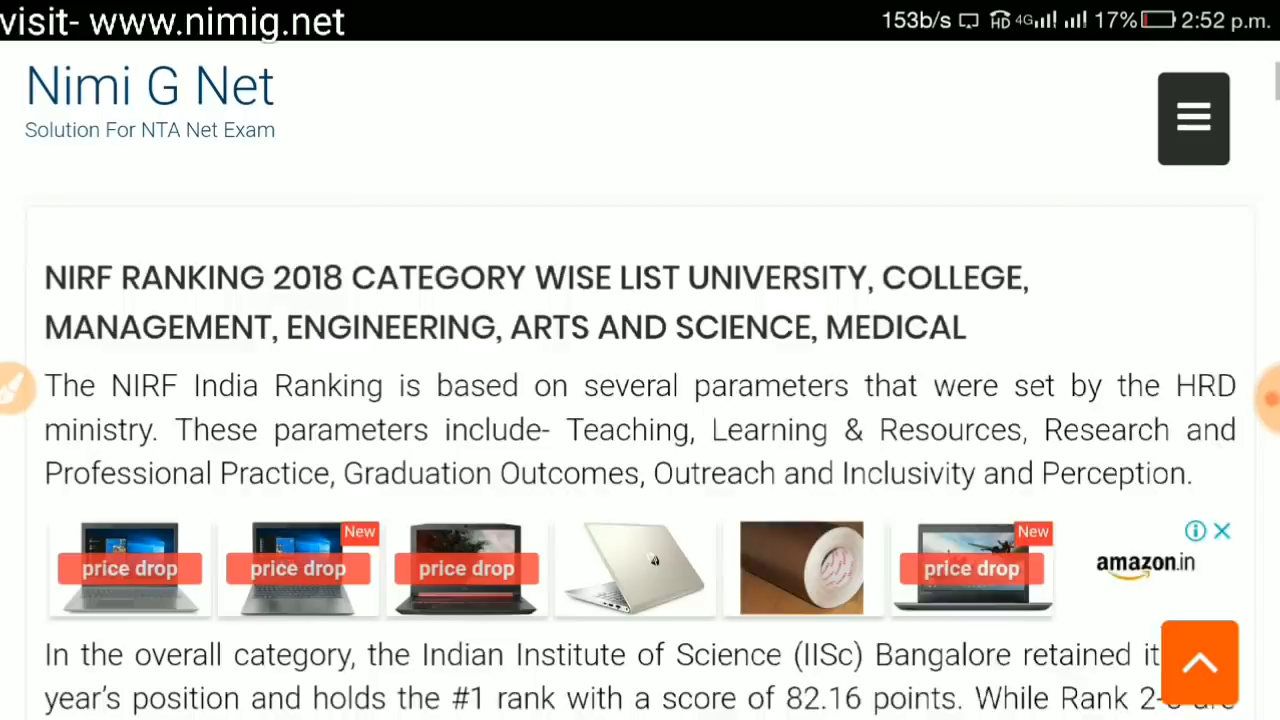 visit- www.nimig.net
153b/s HD 4G 17% 2:52 p.m.
Nimi G Net
Solution For NTA Net Exam
NIRF RANKING 2018 CATEGORY WISE LIST UNIVERSITY, COLLEGE,
MANAGEMENT, ENGINEERING, ARTS AND SCIENCE, MEDICAL
The NIRF India Ranking is based on several parameters that were set by the HRD
ministry. These parameters include- Teaching, Learning & Resources, Research and
Professional Practice, Graduation Outcomes, Outreach and Inclusivity and Perception.
New New
price drop price drop price drop price drop
amazon.in
In the overall category, the Indian Institute of Science (IISc) Bangalore retained
year's position and holds the #1 rank with a score of 82.16 points. While Rank